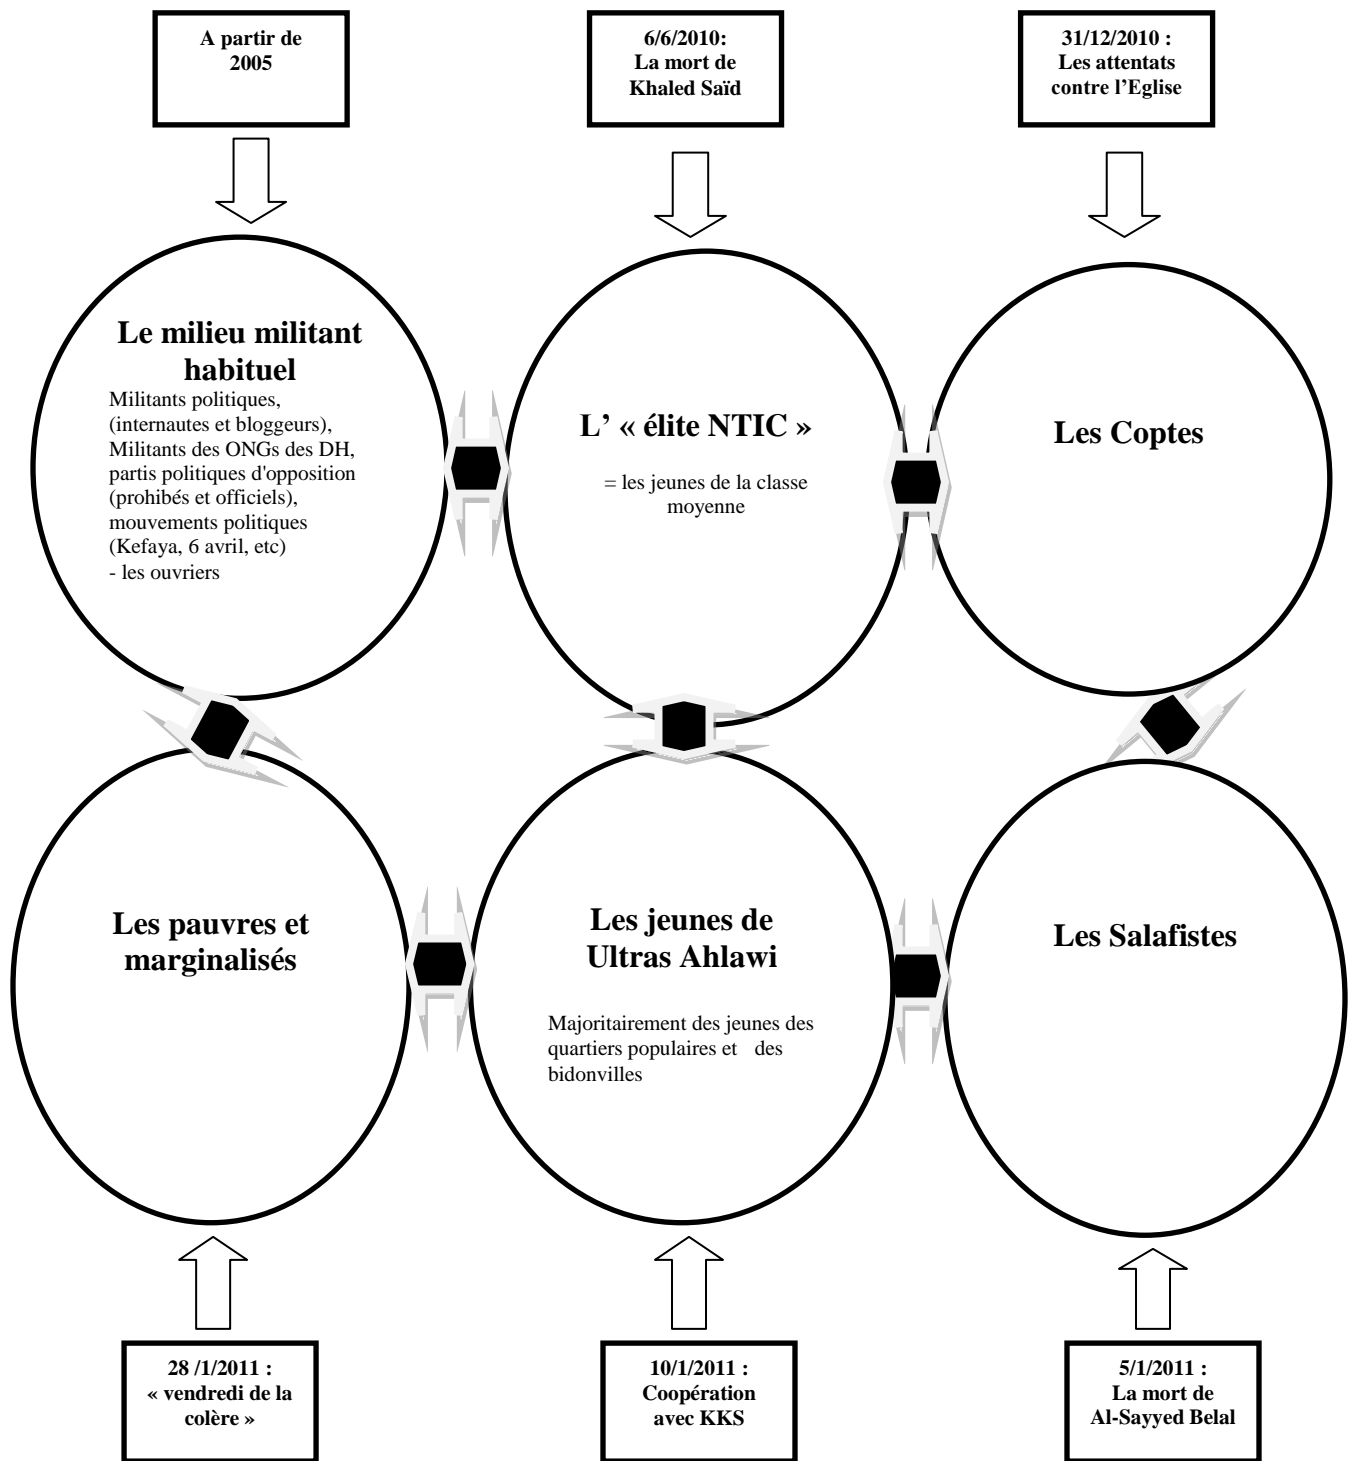 A partir de
2005
6/6/2010:
La mort de
Khaled Saïd
31/12/2010 :
Les attentats
contre l’Eglise
Le milieu militant
habituel
Militants politiques,
(internautes et bloggeurs),
Militants des ONGs des DH,
partis politiques d'opposition
(prohibés et officiels),
mouvements politiques
(Kefaya, 6 avril, etc)
- les ouvriers
L’ « élite NTIC »
= les jeunes de la classe
moyenne
Les Coptes
Les pauvres et
marginalisés
Les jeunes de
Ultras Ahlawi
Majoritairement des jeunes des
quartiers populaires et des
bidonvilles
Les Salafistes
28 /1/2011 :
« vendredi de la
colère »
10/1/2011 :
Coopération
avec KKS
5/1/2011 :
La mort de
Al-Sayyed Belal